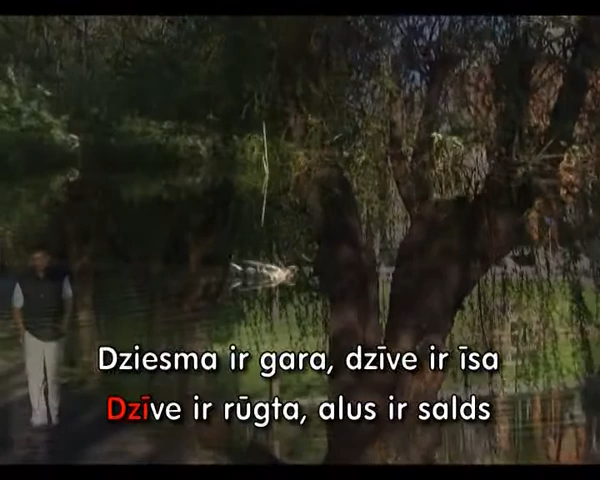 Dziesma ir gara, dzīve ir īsa
Dzīve ir rūgta, alus ir salds